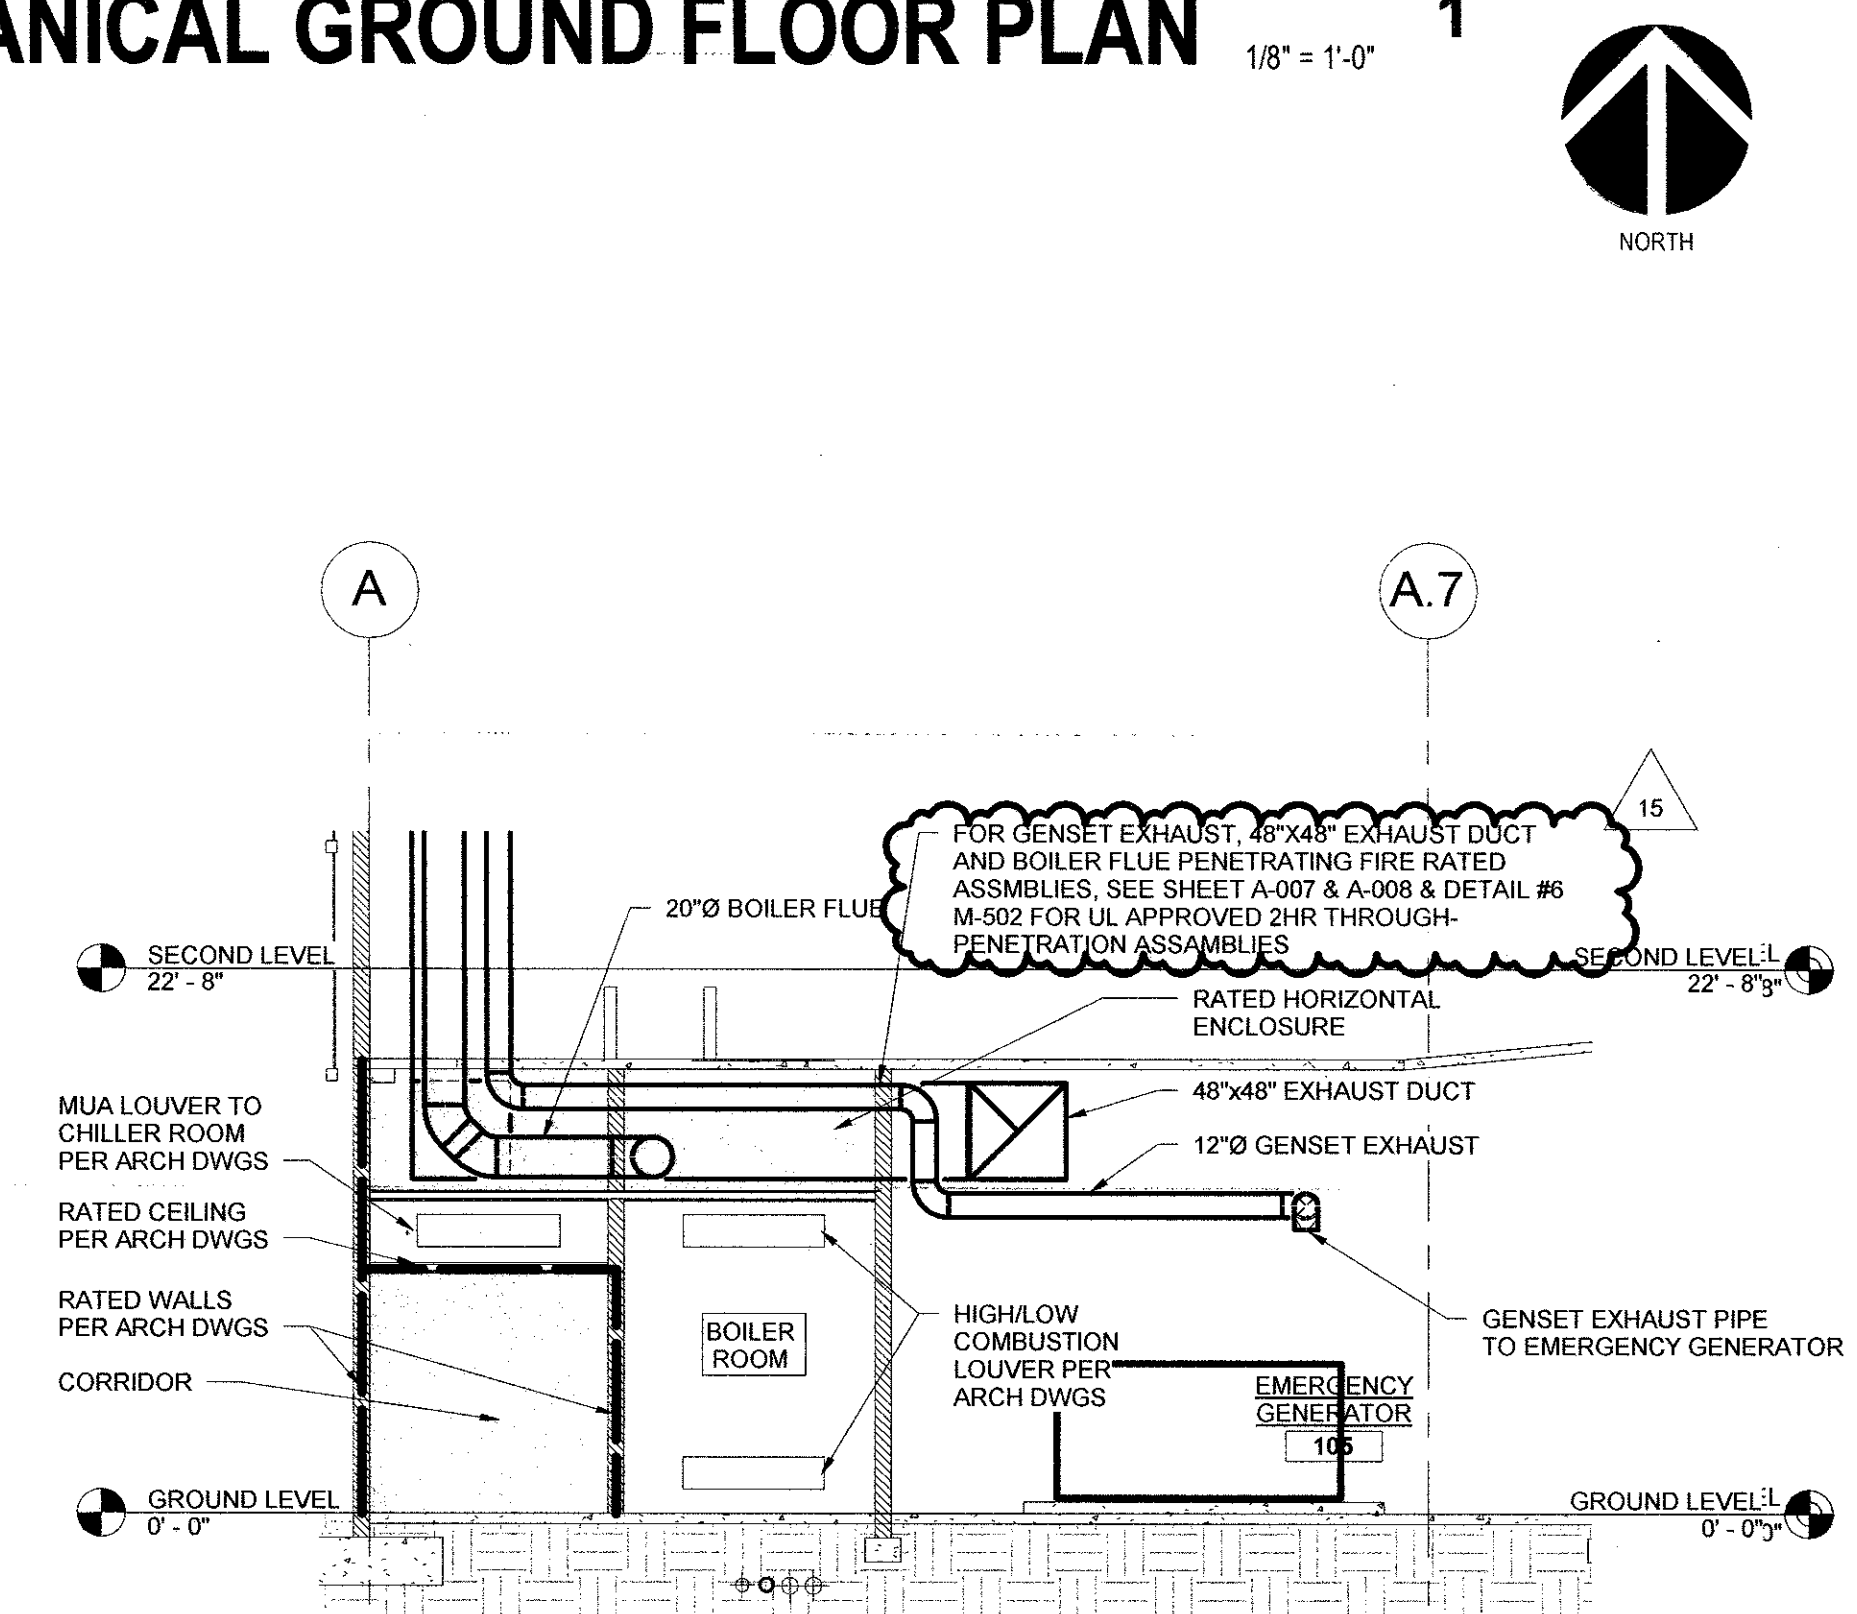 ANICAL GROUND FLOOR PLAN
1/8" = 1'-0"
1
NORTH
A
A.7
15
FOR GENSET EXHAUST, 48"X48" EXHAUST DUCT
AND BOILER FLUE PENETRATING FIRE RATED
ASSMBLIES, SEE SHEET A-007 & A-008 & DETAIL #6
M-502 FOR UL APPROVED 2HR THROUGH-
PENETRATION ASSAMBLIES
20"Ø BOILER FLUE
SECOND LEVEL
22' - 8"
SECOND LEVEL
22' - 8"
RATED HORIZONTAL
ENCLOSURE
48"x48" EXHAUST DUCT
12"Ø GENSET EXHAUST
MUA LOUVER TO
CHILLER ROOM
PER ARCH DWGS
RATED CEILING
PER ARCH DWGS
RATED WALLS
PER ARCH DWGS
CORRIDOR
BOILER
ROOM
HIGH/LOW
COMBUSTION
LOUVER PER
ARCH DWGS
GENSET EXHAUST PIPE
TO EMERGENCY GENERATOR
EMERGENCY
GENERATOR
105
GROUND LEVEL
0' - 0"
GROUND LEVEL
0' - 0"